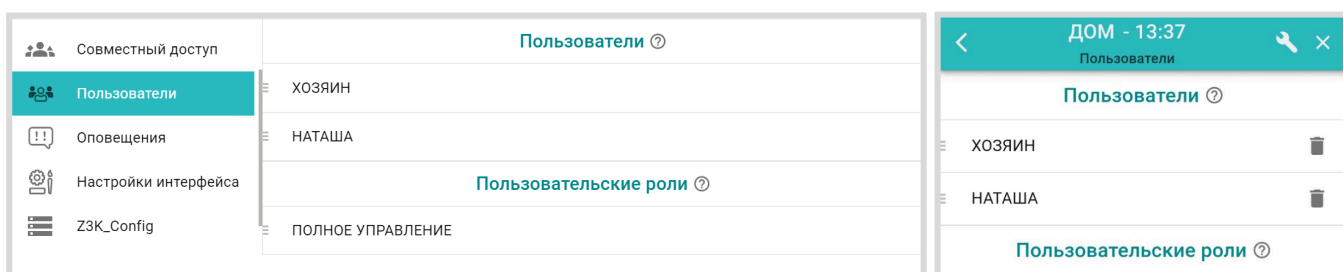 Совместный доступ
Пользователи
Оповещения
Настройки интерфейса
Z3K_Config
Пользователи ?
ХОЗЯИН
НАТАША
Пользовательские роли ?
ПОЛНОЕ УПРАВЛЕНИЕ
ДОМ - 13:37
Пользователи
Пользователи ?
ХОЗЯИН
НАТАША
Пользовательские роли ?